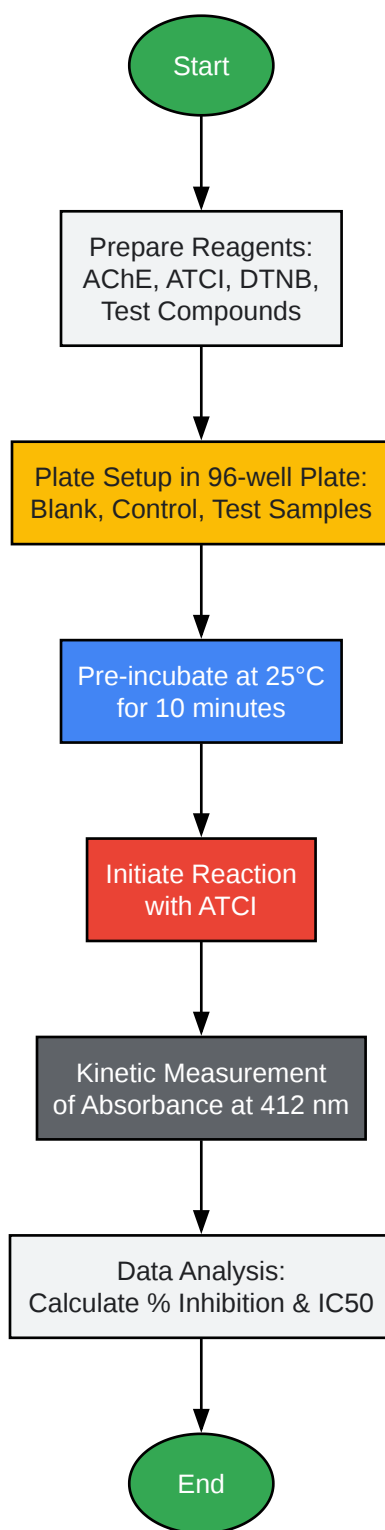 Start
Prepare Reagents:
AChE, ATCI, DTNB,
Test Compounds
Plate Setup in 96-well Plate:
Blank, Control, Test Samples
Pre-incubate at 25°C
for 10 minutes
Initiate Reaction
with ATCI
Kinetic Measurement
of Absorbance at 412 nm
Data Analysis:
Calculate % Inhibition & IC50
End